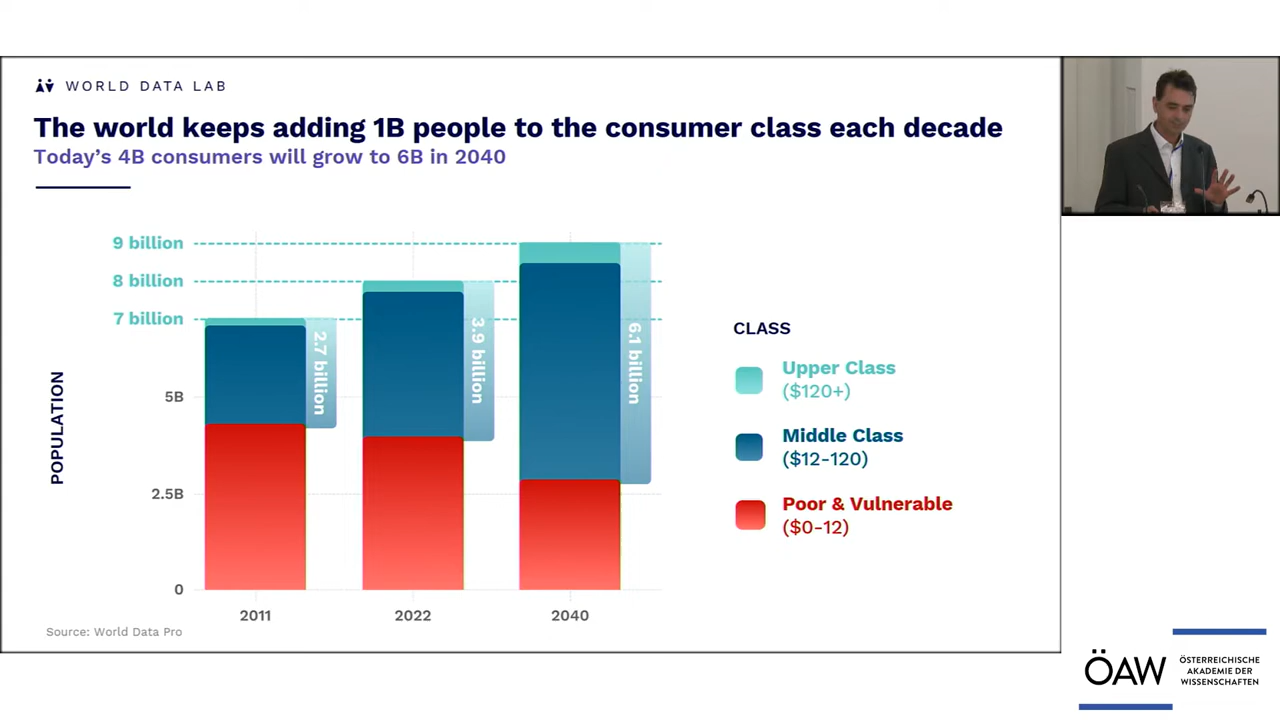 WORLD DATA LAB
The world keeps adding 1B people to the consumer class each decade
Today's 4B consumers will grow to 6B in 2040
9 billion
8 billion
7 billion
5B
2.5B
0
POPULATION
2.7 billion
3.9 billion
6.1 billion
2011
2022
2040
CLASS
Upper Class
($120+)
Middle Class
($12-120)
Poor & Vulnerable
($0-12)
Source: World Data Pro
ÖAW
ÖSTERREICHISCHE
AKADEMIE DER
WISSENSCHAFTEN